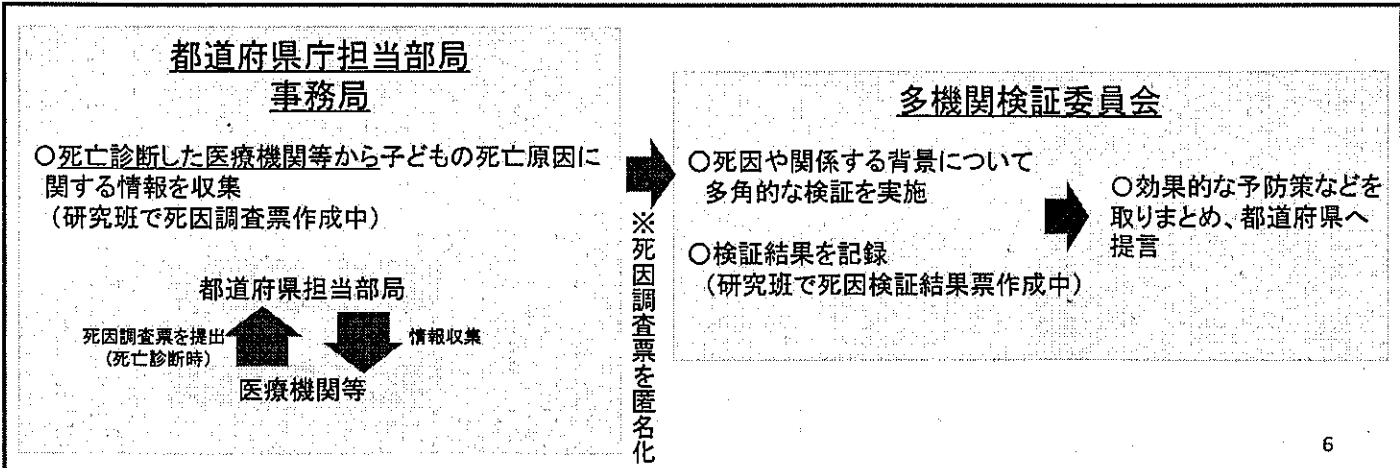 都道府県庁担当部局
事務局
○死亡診断した医療機関等から子どもの死亡原因に
関する情報を収集
（研究班で死因調査票作成中）
都道府県担当部局
死因調査票を提出
（死亡診断時）
情報収集
医療機関等
※死因調査票を匿名化
多機関検証委員会
○死因や関係する背景について
多角的な検証を実施
○検証結果を記録
（研究班で死因検証結果票作成中）
○効果的な予防策などを
取りまとめ、都道府県へ
提言
6